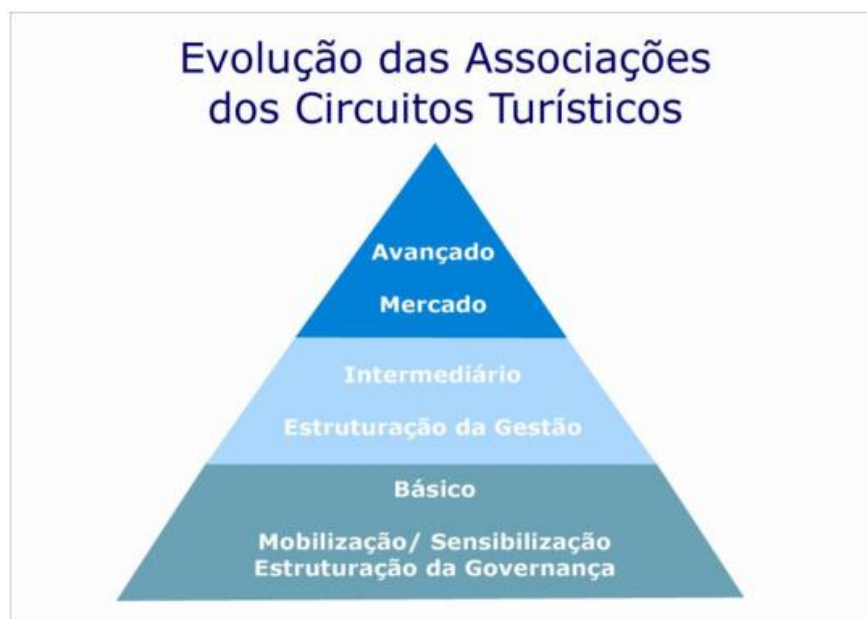 Evolução das Associações
dos Circuitos Turísticos
Avançado
Mercado
Intermediário
Estruturação da Gestão
Básico
Mobilização/ Sensibilização
Estruturação da Governança